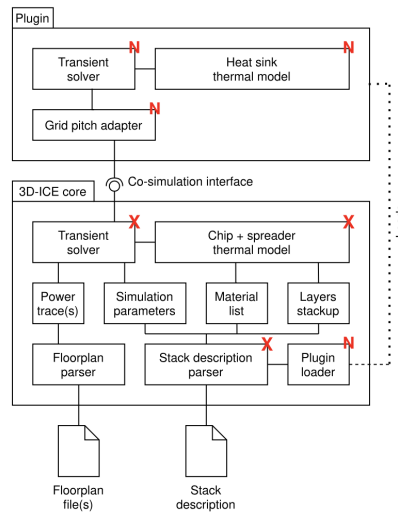 Plugin
N
N
Transient
solver
Heat sink
thermal model
N
Grid pitch adapter
Co-simulation interface
3D-ICE core
X
X
Transient
solver
Chip + spreader
thermal model
Power
trace(s)
Simulation
parameters
Material
list
Layers
stackup
X
N
Floorplan
parser
Stack description
parser
Plugin
loader
Floorplan
file(s)
Stack
description